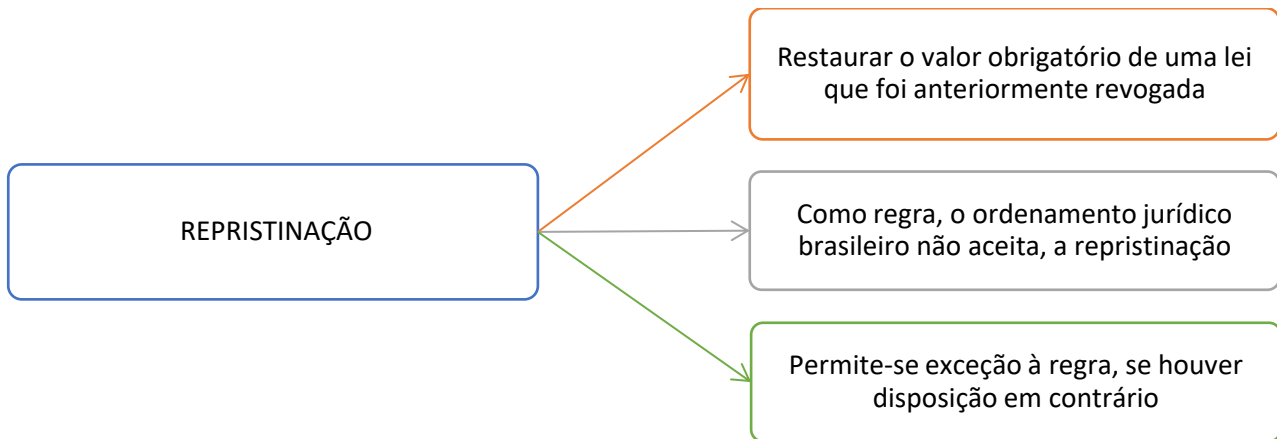 Restaurar o valor obrigatório de uma lei
que foi anteriormente revogada
REPRISTINAÇÃO
Como regra, o ordenamento jurídico
brasileiro não aceita, a repristinação
Permite-se exceção à regra, se houver
disposição em contrário